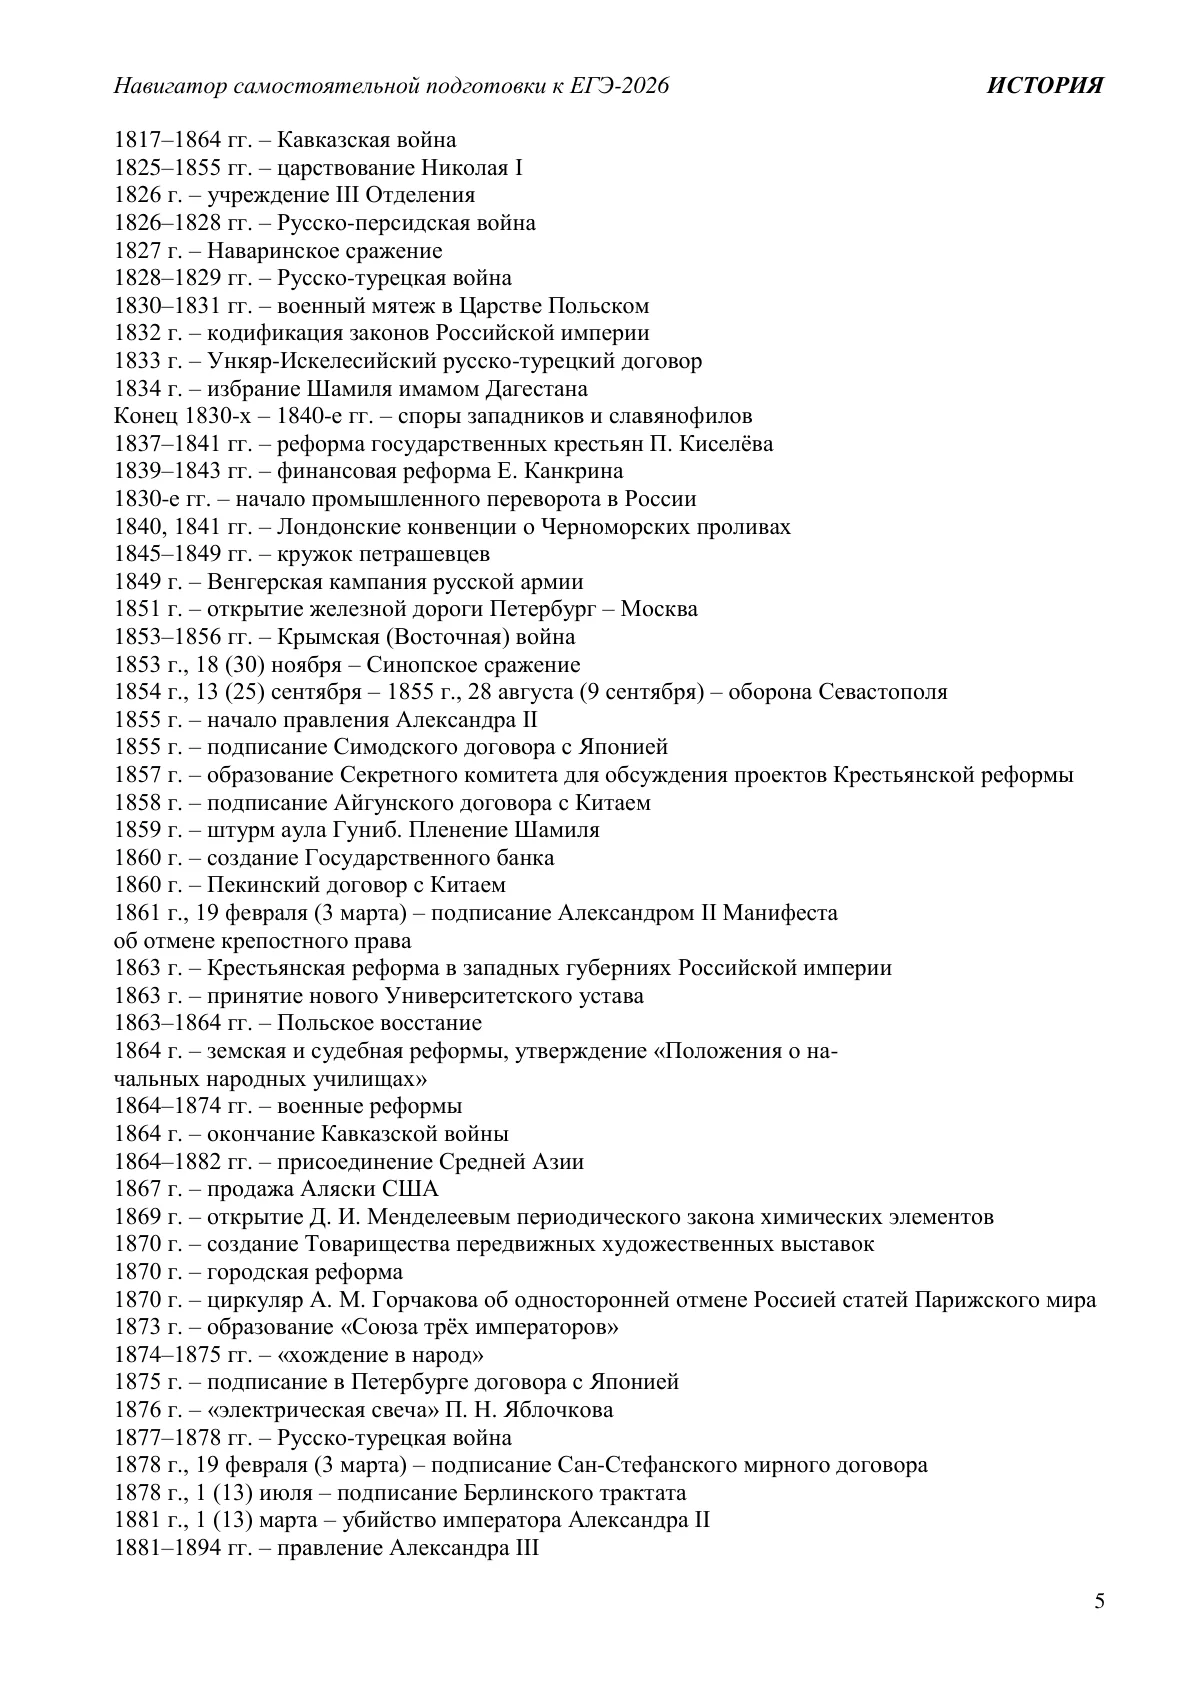 Навигатор самостоятельной подготовки к ЕГЭ-2026 ИСТОРИЯ
1817–1864 гг. – Кавказская война
1825–1855 гг. – царствование Николая I
1826 г. – учреждение III Отделения
1826–1828 гг. – Русско-персидская война
1827 г. – Наваринское сражение
1828–1829 гг. – Русско-турецкая война
1830–1831 гг. – военный мятеж в Царстве Польском
1832 г. – кодификация законов Российской империи
1833 г. – Ункяр-Искелесийский русско-турецкий договор
1834 г. – избрание Шамиля имамом Дагестана
Конец 1830-х – 1840-е гг. – споры западников и славянофилов
1837–1841 гг. – реформа государственных крестьян П. Киселёва
1839–1843 гг. – финансовая реформа Е. Канкрина
1830-е гг. – начало промышленного переворота в России
1840, 1841 гг. – Лондонские конвенции о Черноморских проливах
1845–1849 гг. – кружок петрашевцев
1849 г. – Венгерская кампания русской армии
1851 г. – открытие железной дороги Петербург – Москва
1853–1856 гг. – Крымская (Восточная) война
1853 г., 18 (30) ноября – Синопское сражение
1854 г., 13 (25) сентября – 1855 г., 28 августа (9 сентября) – оборона Севастополя
1855 г. – начало правления Александра II
1855 г. – подписание Симодского договора с Японией
1857 г. – образование Секретного комитета для обсуждения проектов Крестьянской реформы
1858 г. – подписание Айгунского договора с Китаем
1859 г. – штурм аула Гуниб. Пленение Шамиля
1860 г. – создание Государственного банка
1860 г. – Пекинский договор с Китаем
1861 г., 19 февраля (3 марта) – подписание Александром II Манифеста
об отмене крепостного права
1863 г. – Крестьянская реформа в западных губерниях Российской империи
1863 г. – принятие нового Университетского устава
1863–1864 гг. – Польское восстание
1864 г. – земская и судебная реформы, утверждение «Положения о на-
чальных народных училищах»
1864–1874 гг. – военные реформы
1864 г. – окончание Кавказской войны
1864–1882 гг. – присоединение Средней Азии
1867 г. – продажа Аляски США
1869 г. – открытие Д. И. Менделеевым периодического закона химических элементов
1870 г. – создание Товарищества передвижных художественных выставок
1870 г. – городская реформа
1870 г. – циркуляр А. М. Горчакова об односторонней отмене Россией статей Парижского мира
1873 г. – образование «Союза трёх императоров»
1874–1875 гг. – «хождение в народ»
1875 г. – подписание в Петербурге договора с Японией
1876 г. – «электрическая свеча» П. Н. Яблочкова
1877–1878 гг. – Русско-турецкая война
1878 г., 19 февраля (3 марта) – подписание Сан-Стефанского мирного договора
1878 г., 1 (13) июля – подписание Берлинского трактата
1881 г., 1 (13) марта – убийство императора Александра II
1881–1894 гг. – правление Александра III
5